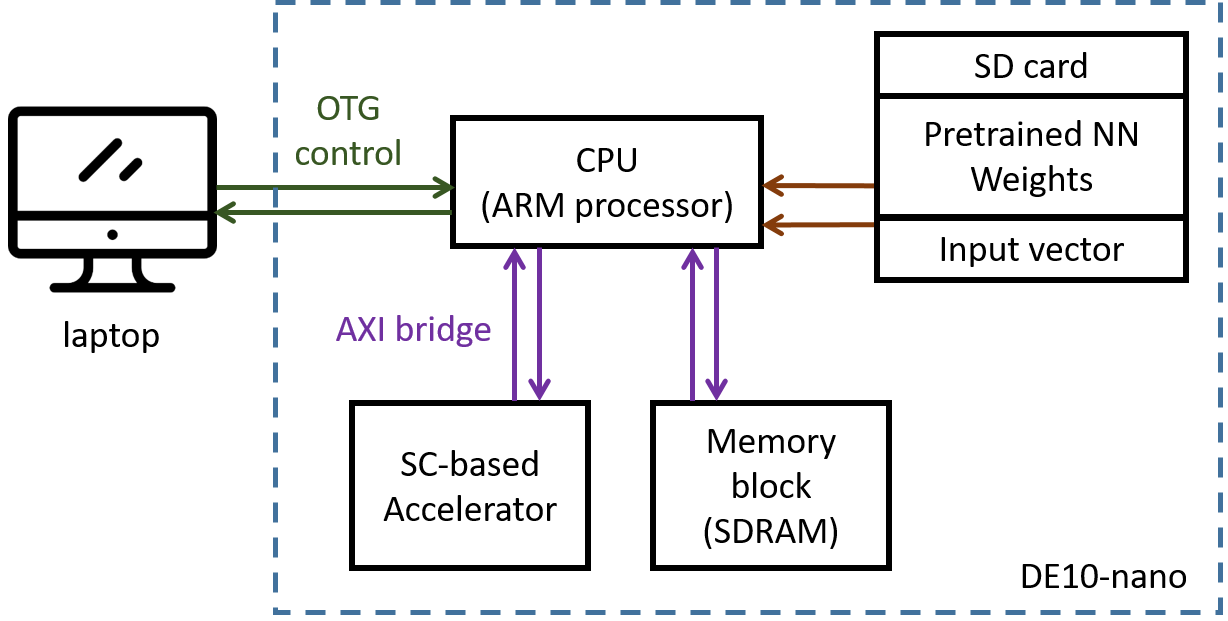 OTG
control
laptop
CPU
(ARM processor)
SD card
Pretrained NN
Weights
Input vector
AXI bridge
SC-based
Accelerator
Memory
block
(SDRAM)
DE10-nano